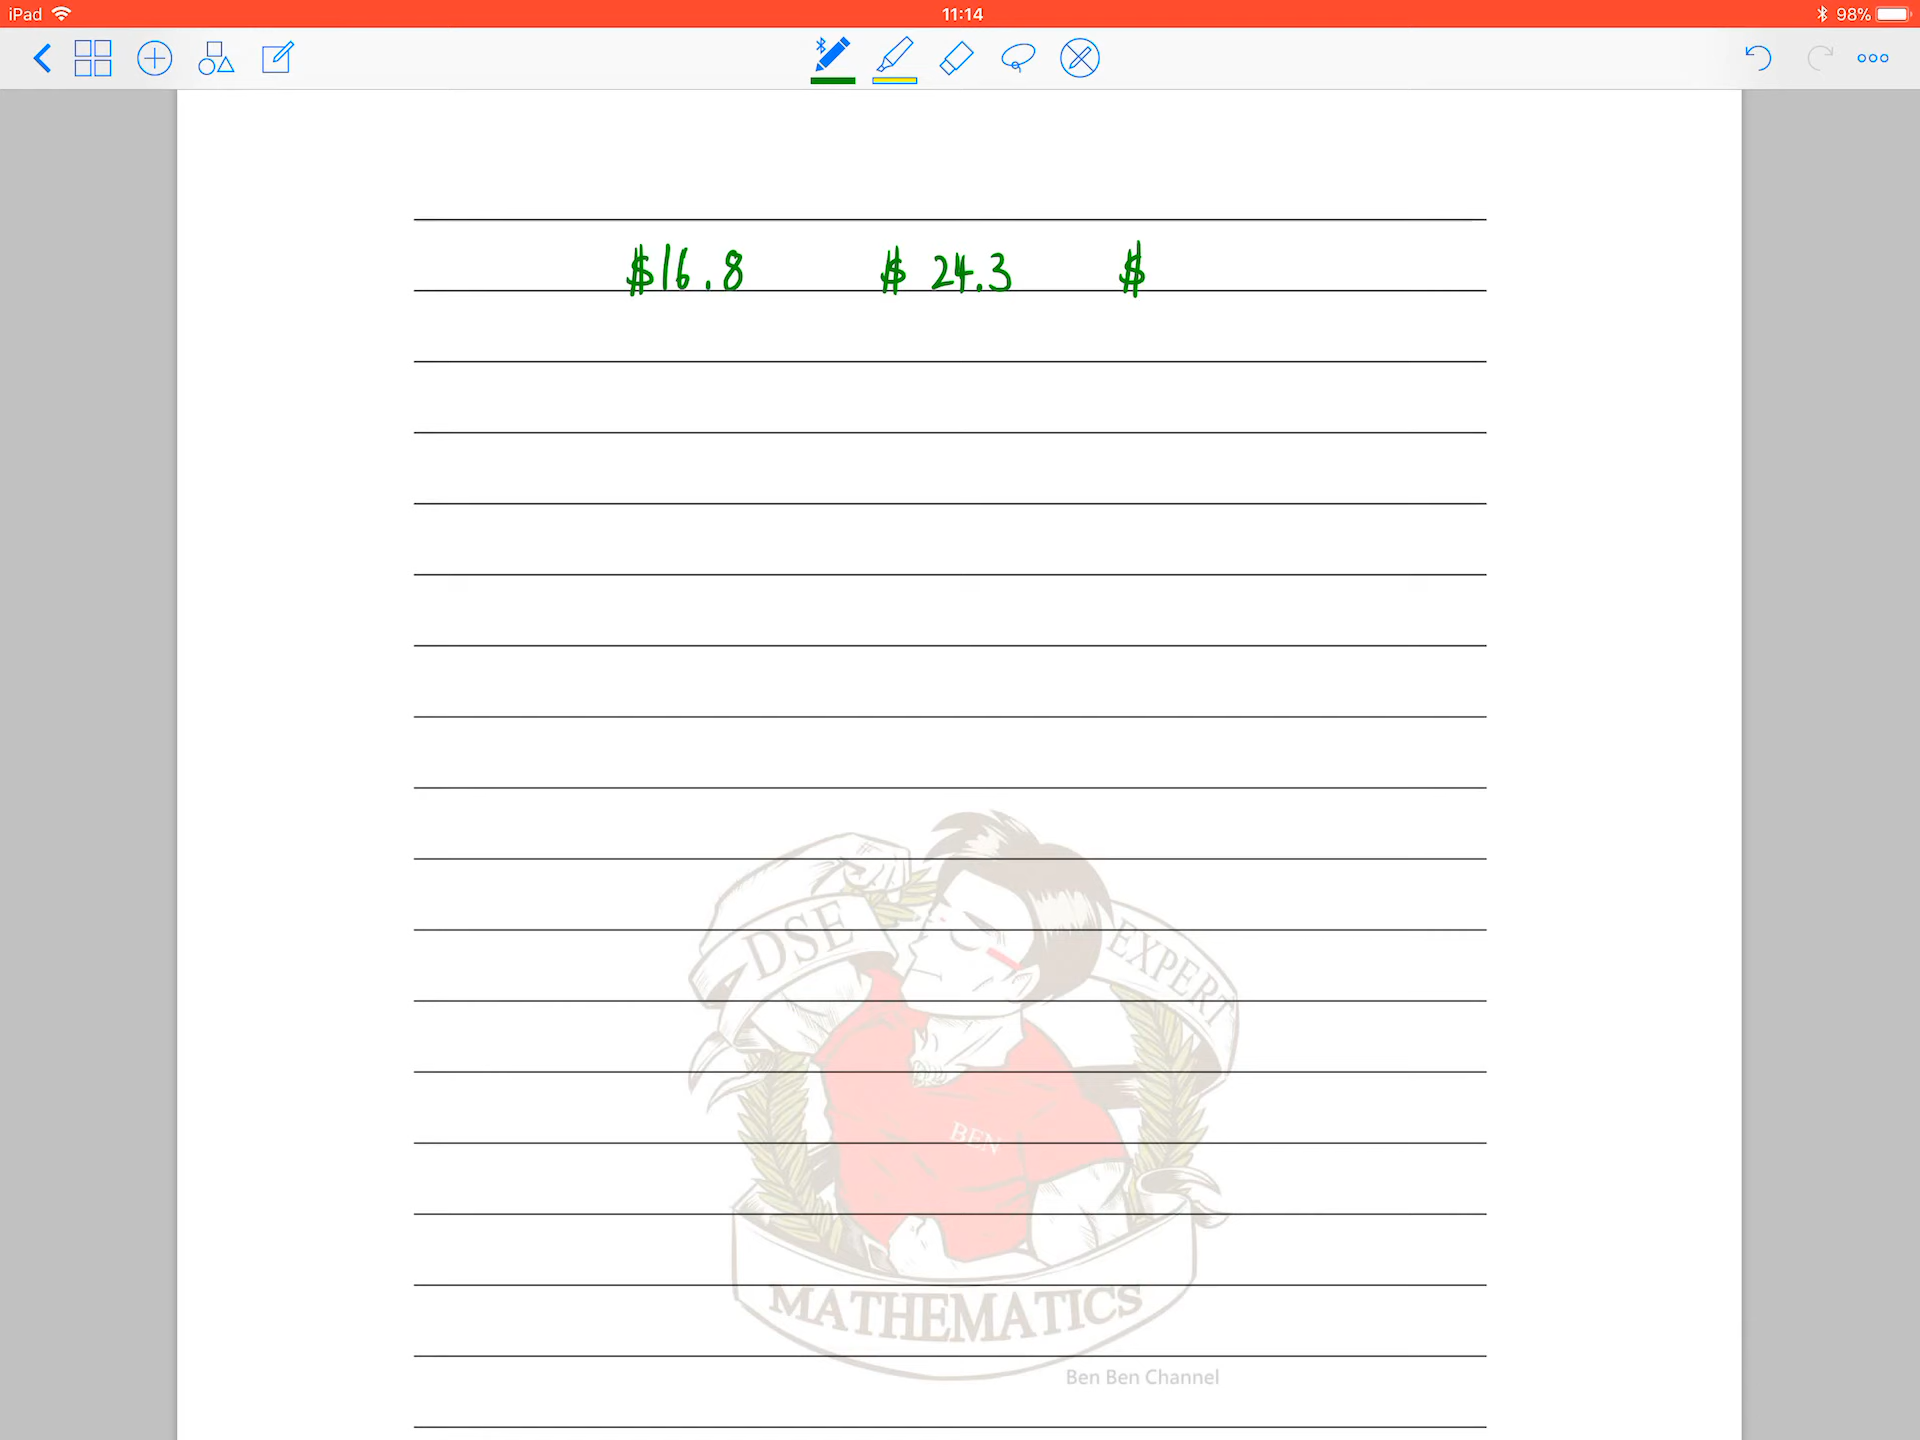 iPad 11:14 98%
$16.8 $ 24.3 $
DSE EXPERT
BEN
MATHEMATICS
Ben Ben Channel